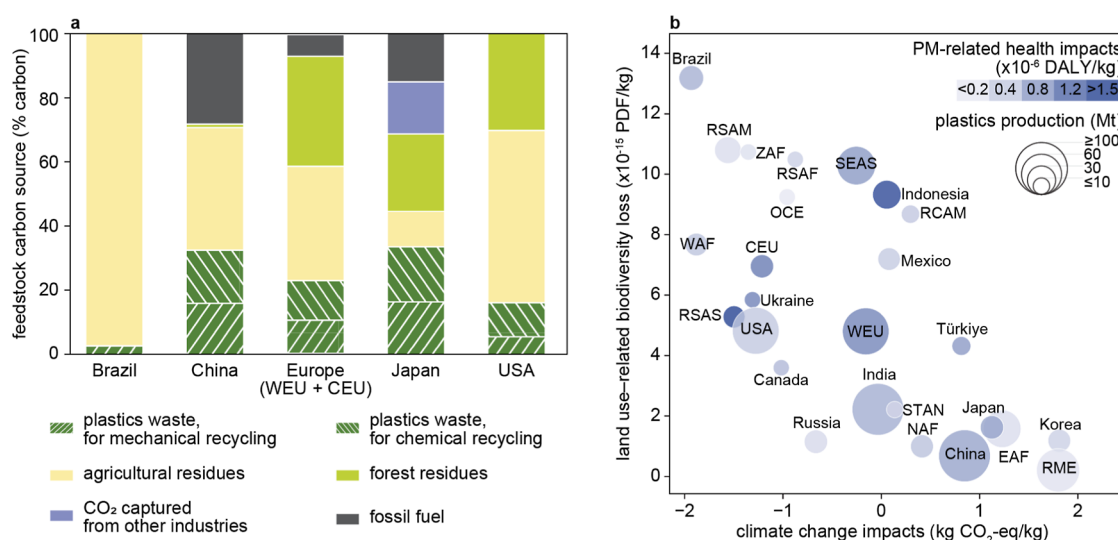 a
feedstock carbon source (% carbon)
100
80
60
40
20
0
Brazil
China
Europe
(WEU + CEU)
Japan
USA
plastics waste,
for mechanical recycling
plastics waste,
for chemical recycling
agricultural residues
forest residues
CO₂ captured
from other industries
fossil fuel
b
land use–related biodiversity loss (x10⁻¹⁵ PDF/kg)
14
12
10
8
6
4
2
0
−2
−1
0
1
2
climate change impacts (kg CO₂-eq/kg)
PM-related health impacts
(x10⁻⁶ DALY/kg)
<0.2 0.4 0.8 1.2 >1.5
plastics production (Mt)
≥100
60
30
≤10
Brazil
RSAM
ZAF
RSAF
SEAS
OCE
Indonesia
RCAM
WAF
CEU
Mexico
Ukraine
RSAS
USA
WEU
Türkiye
Canada
India
STAN
Russia
NAF
Japan
Korea
China
EAF
RME